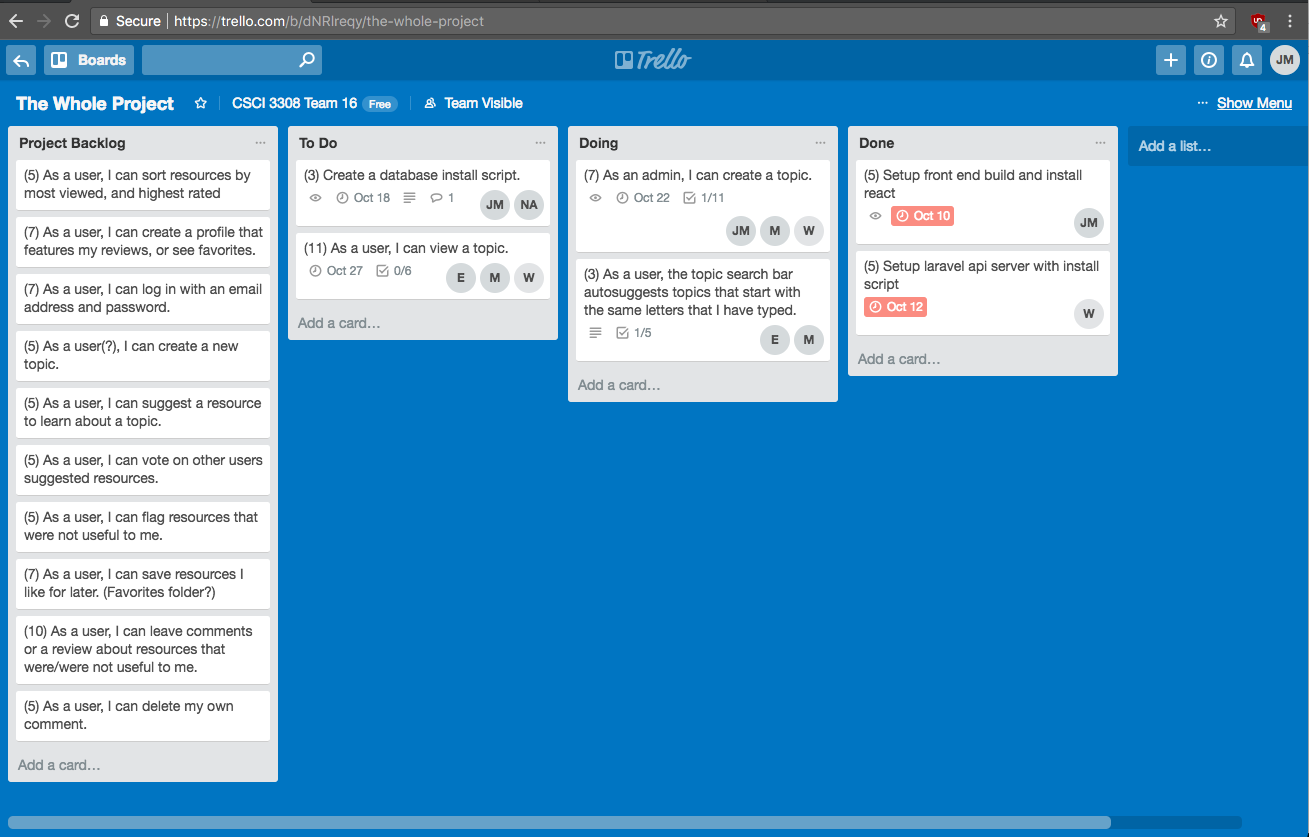 Secure https://trello.com/b/dNRlreqy/the-whole-project
4
Boards
Trello
JM
The Whole Project
CSCI 3308 Team 16 Free
Team Visible
... Show Menu
Project Backlog ...
(5) As a user, I can sort resources by
most viewed, and highest rated
(7) As a user, I can create a profile that
features my reviews, or see favorites.
(7) As a user, I can log in with an email
address and password.
(5) As a user(?), I can create a new
topic.
(5) As a user, I can suggest a resource
to learn about a topic.
(5) As a user, I can vote on other users
suggested resources.
(5) As a user, I can flag resources that
were not useful to me.
(7) As a user, I can save resources I
like for later. (Favorites folder?)
(10) As a user, I can leave comments
or a review about resources that
were/were not useful to me.
(5) As a user, I can delete my own
comment.
Add a card…
To Do ...
(3) Create a database install script.
Oct 18 1
JM NA
(11) As a user, I can view a topic.
Oct 27 0/6
E M W
Add a card…
Doing ...
(7) As an admin, I can create a topic.
Oct 22 1/11
JM M W
(3) As a user, the topic search bar
autosuggests topics that start with
the same letters that I have typed.
1/5
E M
Add a card…
Done ...
(5) Setup front end build and install
react
Oct 10
JM
(5) Setup laravel api server with install
script
Oct 12
W
Add a card…
Add a list…